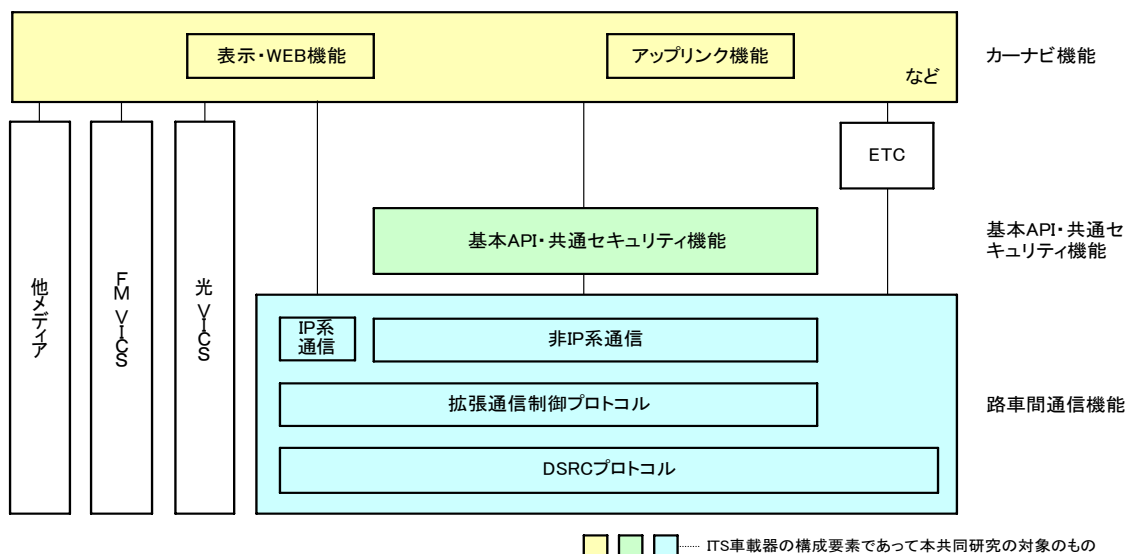 表示・WEB機能
アップリンク機能
など
カーナビ機能
ETC
基本API・共通セキュリティ機能
基本API・共通セ
キュリティ機能
他メディア
FM VICS
光 VICS
IP系
通信
非IP系通信
拡張通信制御プロトコル
路車間通信機能
DSRCプロトコル
ITS車載器の構成要素であって本共同研究の対象のもの